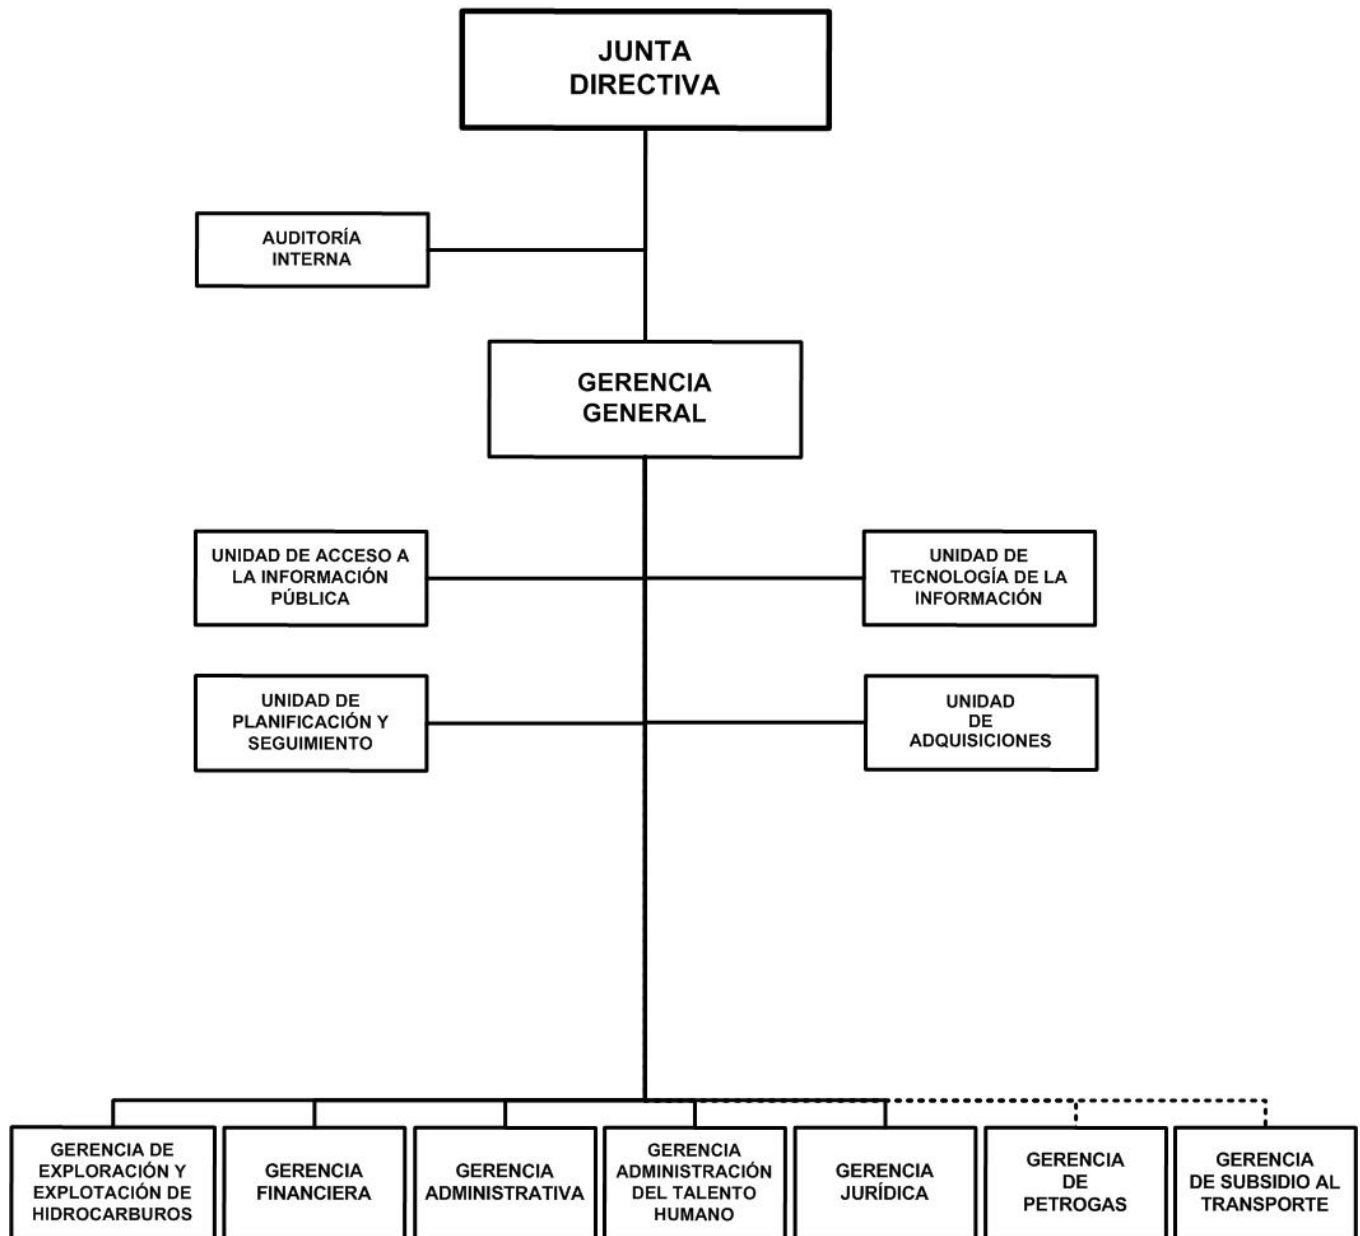 JUNTA
DIRECTIVA
AUDITORÍA
INTERNA
GERENCIA
GENERAL
UNIDAD DE ACCESO A
LA INFORMACIÓN
PÚBLICA
UNIDAD DE
TECNOLOGÍA DE LA
INFORMACIÓN
UNIDAD DE
PLANIFICACIÓN Y
SEGUIMIENTO
UNIDAD
DE
ADQUISICIONES
GERENCIA DE
EXPLORACIÓN Y
EXPLOTACIÓN DE
HIDROCARBUROS
GERENCIA
FINANCIERA
GERENCIA
ADMINISTRATIVA
GERENCIA
ADMINISTRACIÓN
DEL TALENTO
HUMANO
GERENCIA
JURÍDICA
GERENCIA
DE
PETROGAS
GERENCIA
DE SUBSIDIO AL
TRANSPORTE